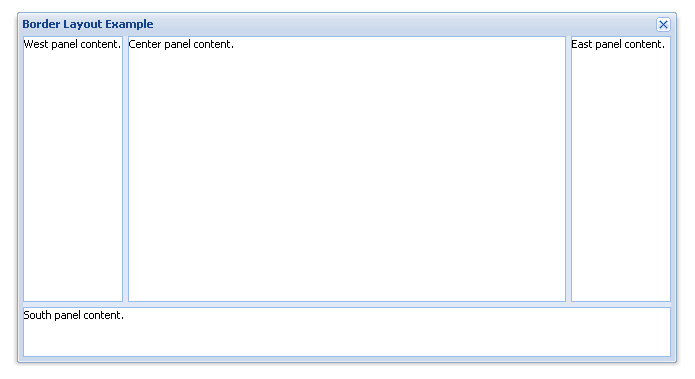 Border Layout Example
West panel content.
Center panel content.
East panel content.
South panel content.